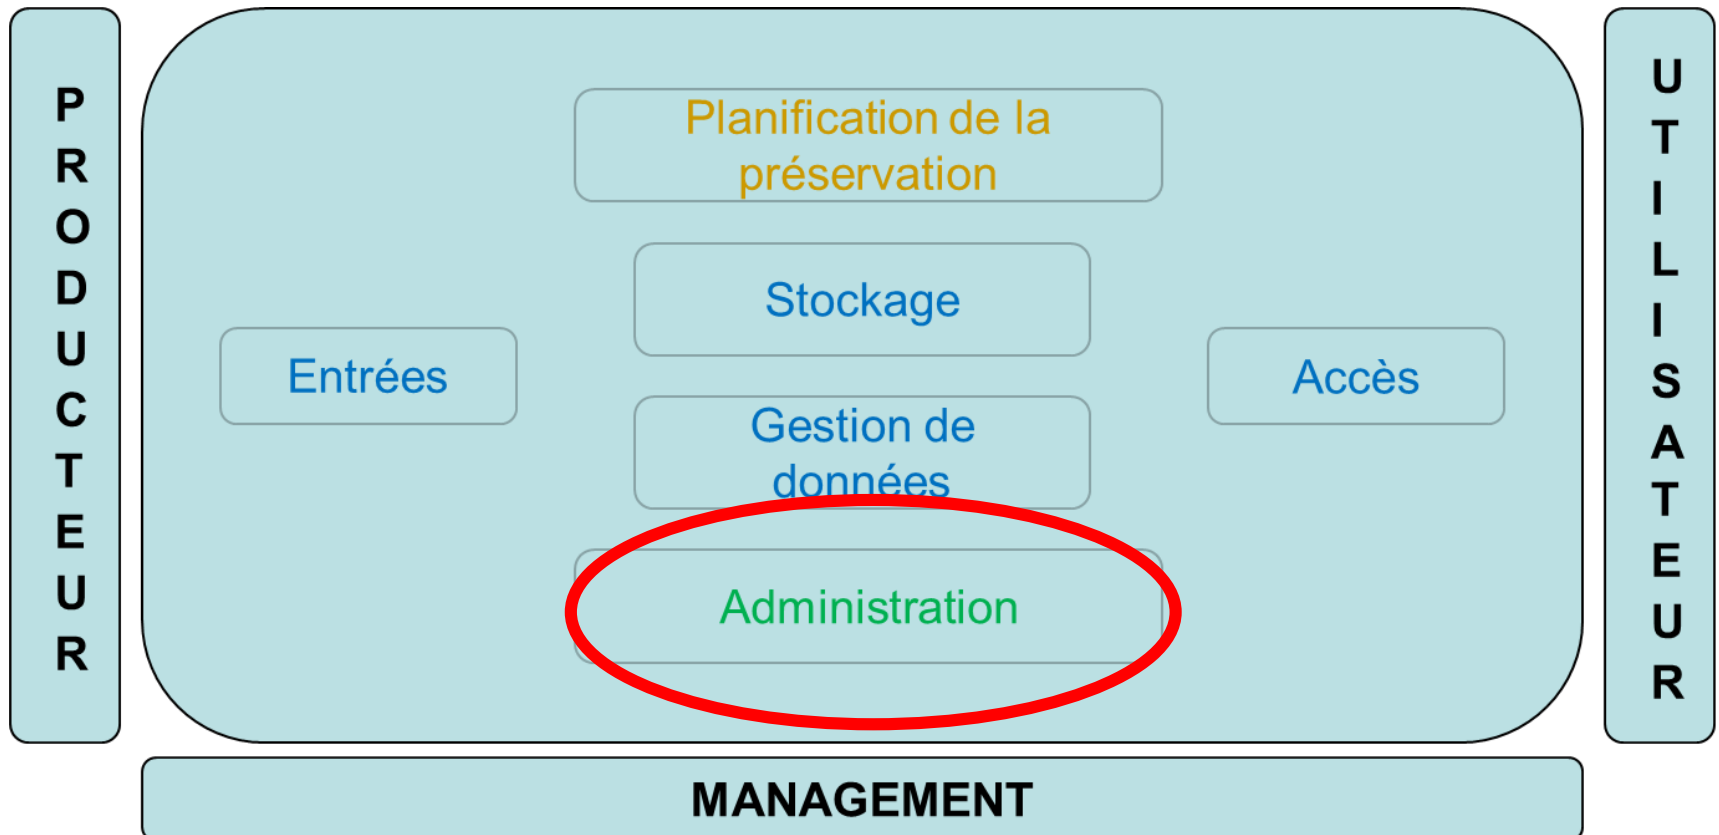 PRODUCTEUR
Planification de la
préservation
Stockage
Entrées
Accès
Gestion de
données
Administration
UTILISATEUR
MANAGEMENT